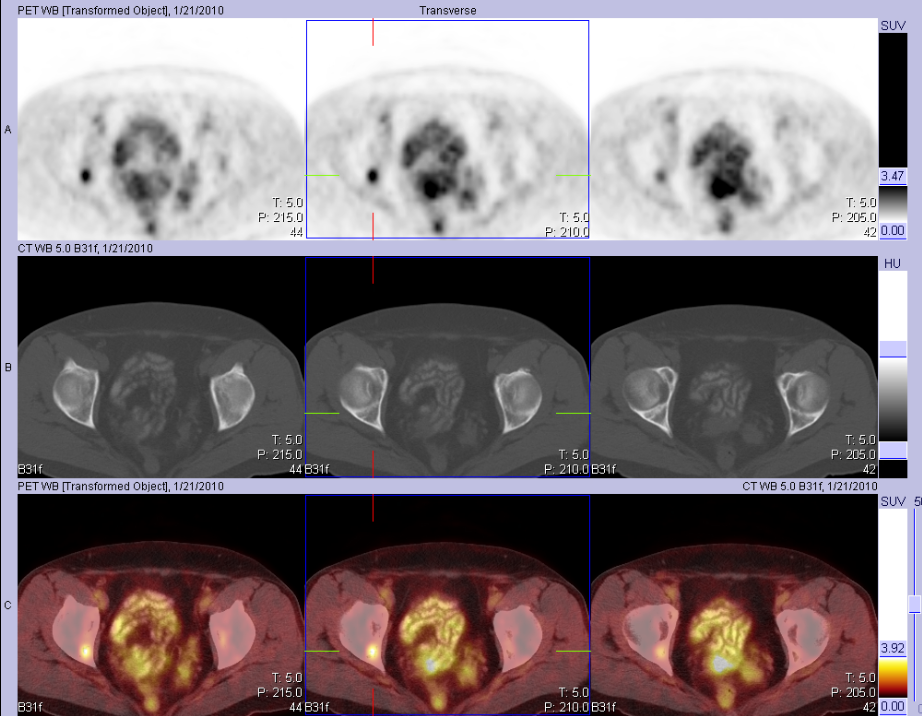 PET WB [Transformed Object], 1/21/2010 Transverse SUV
A
3.47
T: 5.0 T: 5.0 T: 5.0
P: 215.0 P: 210.0 P: 205.0
44 42 0.00
CT WB 5.0 B31f, 1/21/2010
HU
B
T: 5.0 T: 5.0 T: 5.0
P: 215.0 P: 210.0 P: 205.0
B31f 44 B31f B31f 42
PET WB [Transformed Object], 1/21/2010 CT WB 5.0 B31f, 1/21/2010
SUV
C
3.92
T: 5.0 T: 5.0 T: 5.0
P: 215.0 P: 210.0 P: 205.0
B31f 44 B31f B31f 42 0.00